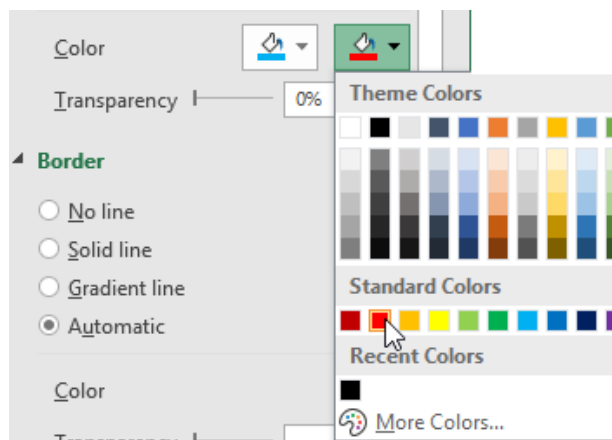 Color
Transparency 0%
Theme Colors
Border
No line
Solid line
Gradient line
Automatic
Standard Colors
Recent Colors
Color
More Colors...
Transparency